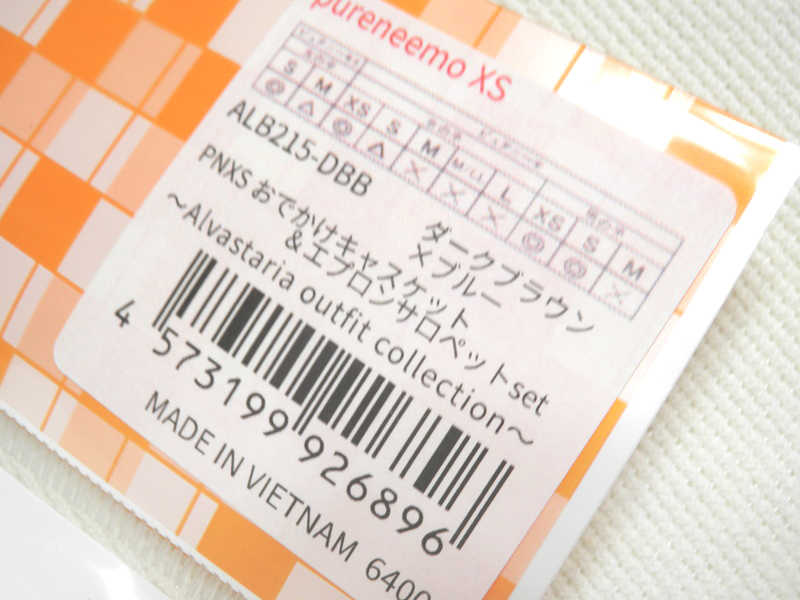 pureneemo XS
S M XS S M M/LL L XS S M
◎ △ ◎ △ × × × ◎ ◎ ×
ALB215-DBB
ダークブラウン
×ブルー
PNXS おでかけキャスケット
&エプロンサロペットset
～Alvastaria outfit collection～
4 573199 926896
MADE IN VIETNAM 6400